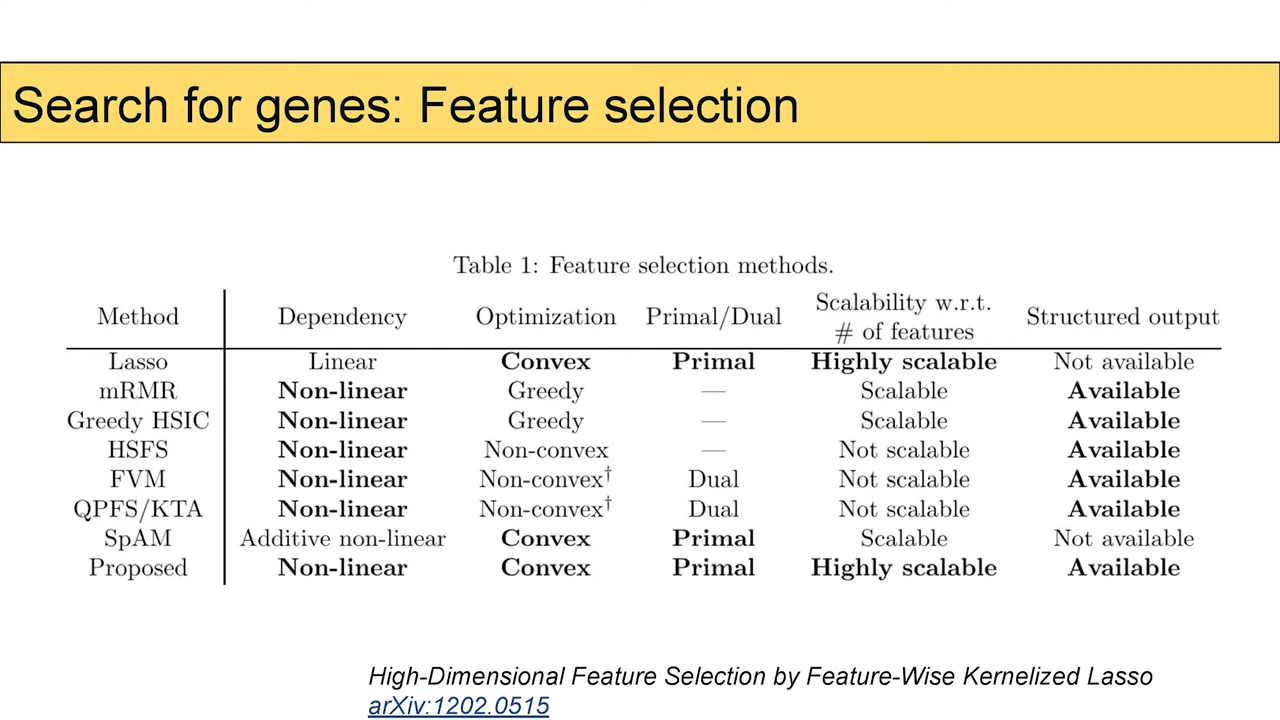 Search for genes: Feature selection
Table 1: Feature selection methods.
Method Dependency Optimization Primal/Dual Scalability w.r.t. # of features Structured output
Lasso Linear Convex Primal Highly scalable Not available
mRMR Non-linear Greedy — Scalable Available
Greedy HSIC Non-linear Greedy — Scalable Available
HSFS Non-linear Non-convex — Not scalable Available
FVM Non-linear Non-convex† Dual Not scalable Available
QPFS/KTA Non-linear Non-convex† Dual Not scalable Available
SpAM Additive non-linear Convex Primal Scalable Not available
Proposed Non-linear Convex Primal Highly scalable Available
High-Dimensional Feature Selection by Feature-Wise Kernelized Lasso
arXiv:1202.0515